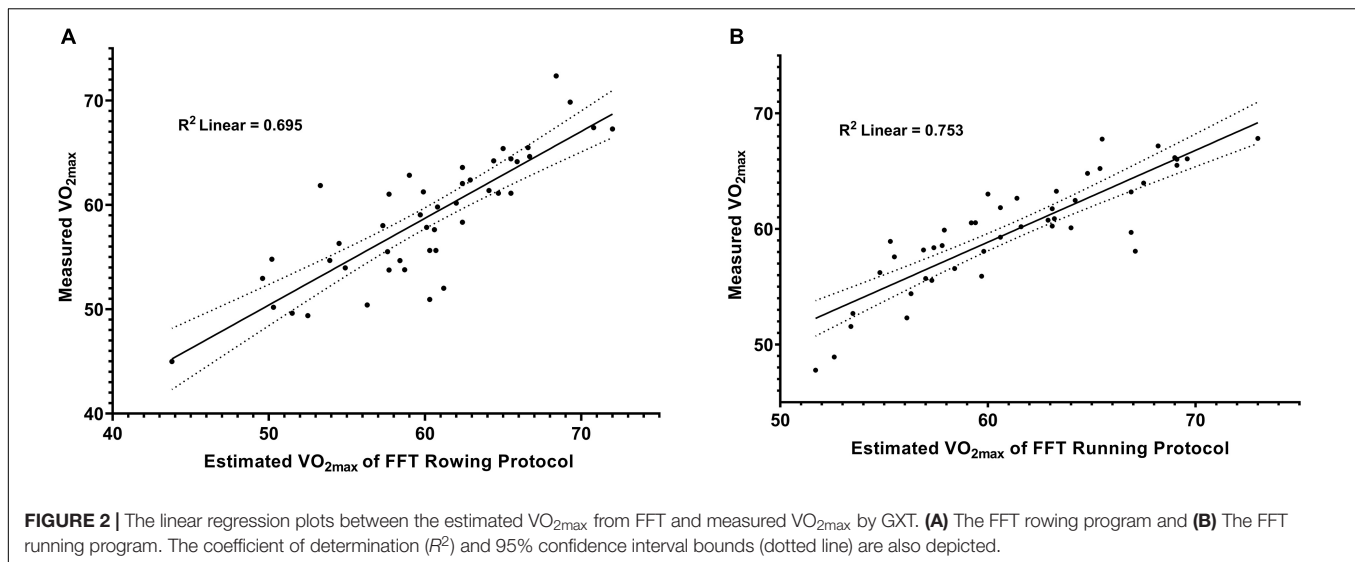 A
70
60
50
40
40
50
60
70
Measured VO2max
R2 Linear = 0.695
Estimated VO2max of FFT Rowing Protocol
B
70
60
50
50
60
70
Measured VO2max
R2 Linear = 0.753
Estimated VO2max of FFT Running Protocol
FIGURE 2 | The linear regression plots between the estimated VO2max from FFT and measured VO2max by GXT. (A) The FFT rowing program and (B) The FFT
running program. The coefficient of determination (R2) and 95% confidence interval bounds (dotted line) are also depicted.